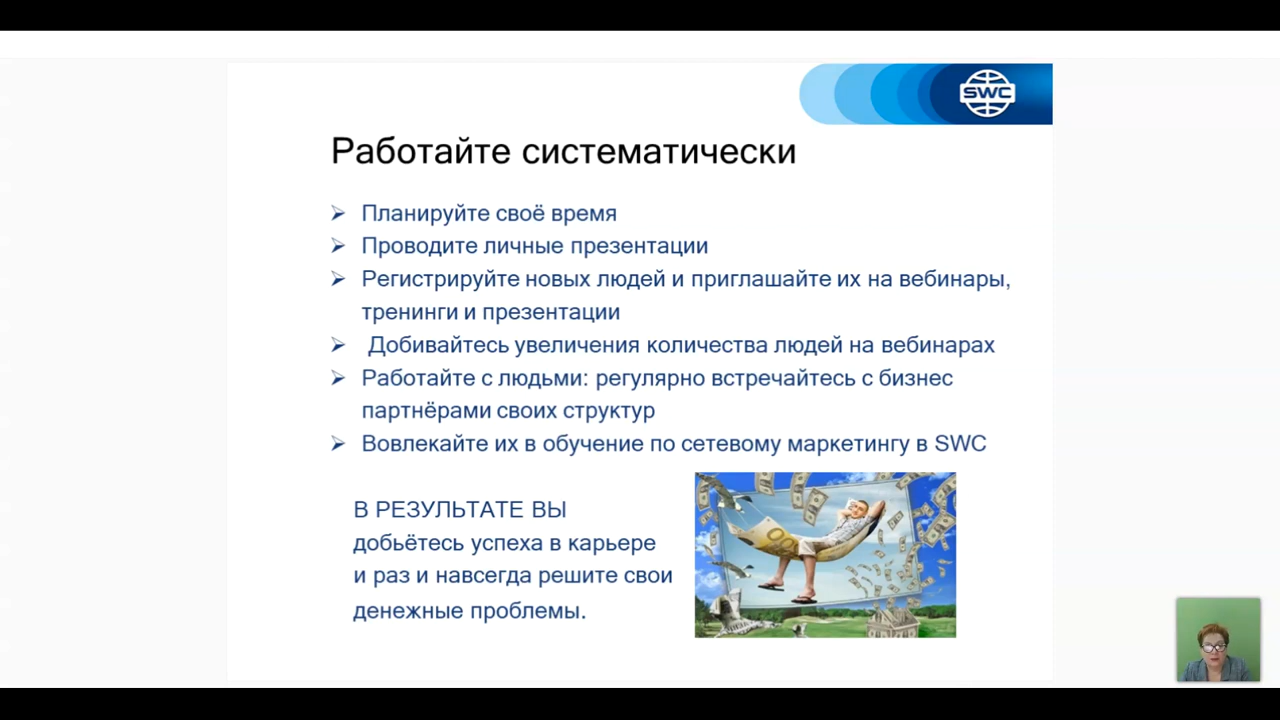 SWC
Работайте систематически
Планируйте своё время
Проводите личные презентации
Регистрируйте новых людей и приглашайте их на вебинары,
тренинги и презентации
Добивайтесь увеличения количества людей на вебинарах
Работайте с людьми: регулярно встречайтесь с бизнес
партнёрами своих структур
Вовлекайте их в обучение по сетевому маркетингу в SWC
В РЕЗУЛЬТАТЕ ВЫ
добьётесь успеха в карьере
и раз и навсегда решите свои
денежные проблемы.